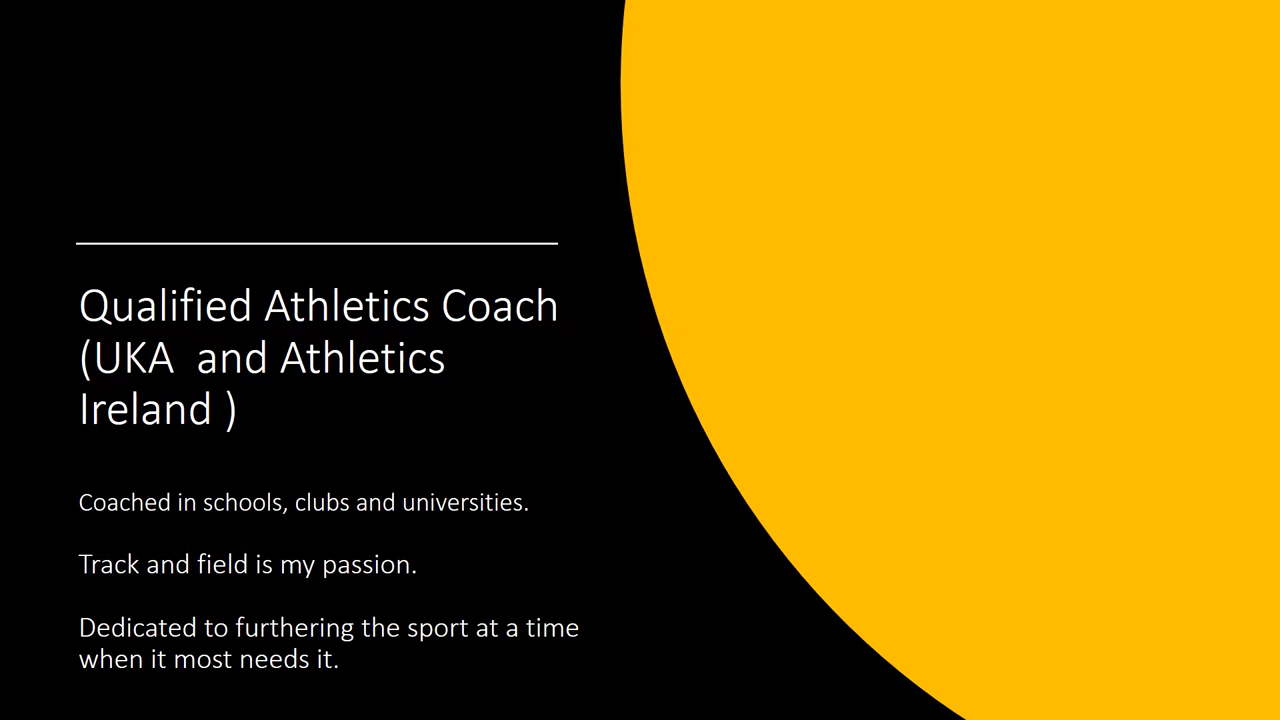 Qualified Athletics Coach
(UKA  and Athletics
Ireland )
Coached in schools, clubs and universities.
Track and field is my passion.
Dedicated to furthering the sport at a time
when it most needs it.